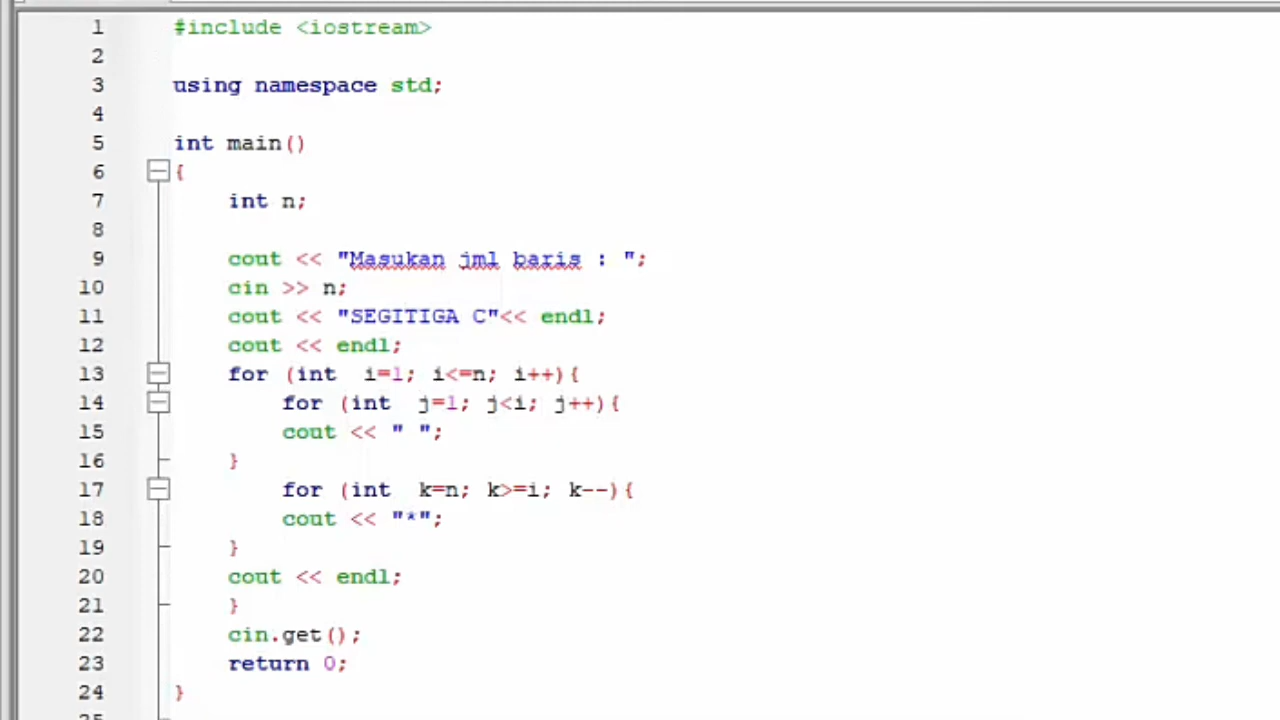 1 #include <iostream>
2
3 using namespace std;
4
5 int main()
6 {
7 int n;
8
9 cout << "Masukan jml baris : ";
10 cin >> n;
11 cout << "SEGITIGA C"<< endl;
12 cout << endl;
13 for (int  i=1; i<=n; i++){
14 for (int  j=1; j<i; j++){
15 cout << " ";
16 }
17 for (int  k=n; k>=i; k--){
18 cout << "*";
19 }
20 cout << endl;
21 }
22 cin.get();
23 return 0;
24 }
25